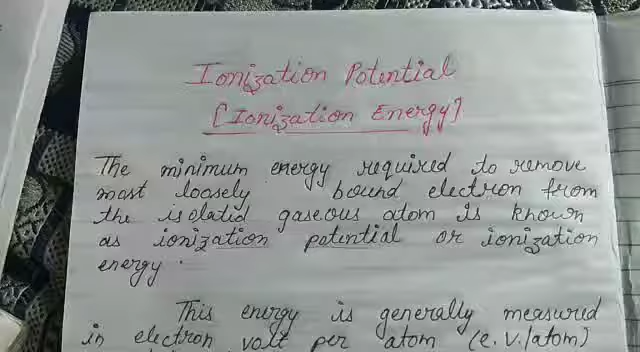 Ionization Potential
[Ionization Energy]
The minimum energy required to remove
most loosely bound electron from
the isolatid gaseous atom is known
as ionization potential or ionization
energy.
This energy is generally measured
in electron volt per atom (e.v./atom)